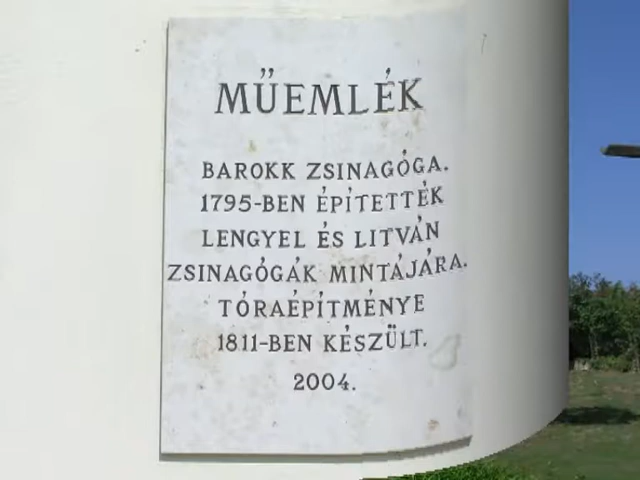 MŰEMLÉK
BAROKK ZSINAGÓGA.
1795-BEN ÉPÍTETTÉK
LENGYEL ÉS LITVÁN
ZSINAGÓGÁK MINTÁJÁRA.
TÓRAÉPÍTMÉNYE
1811-BEN KÉSZÜLT.
2004.